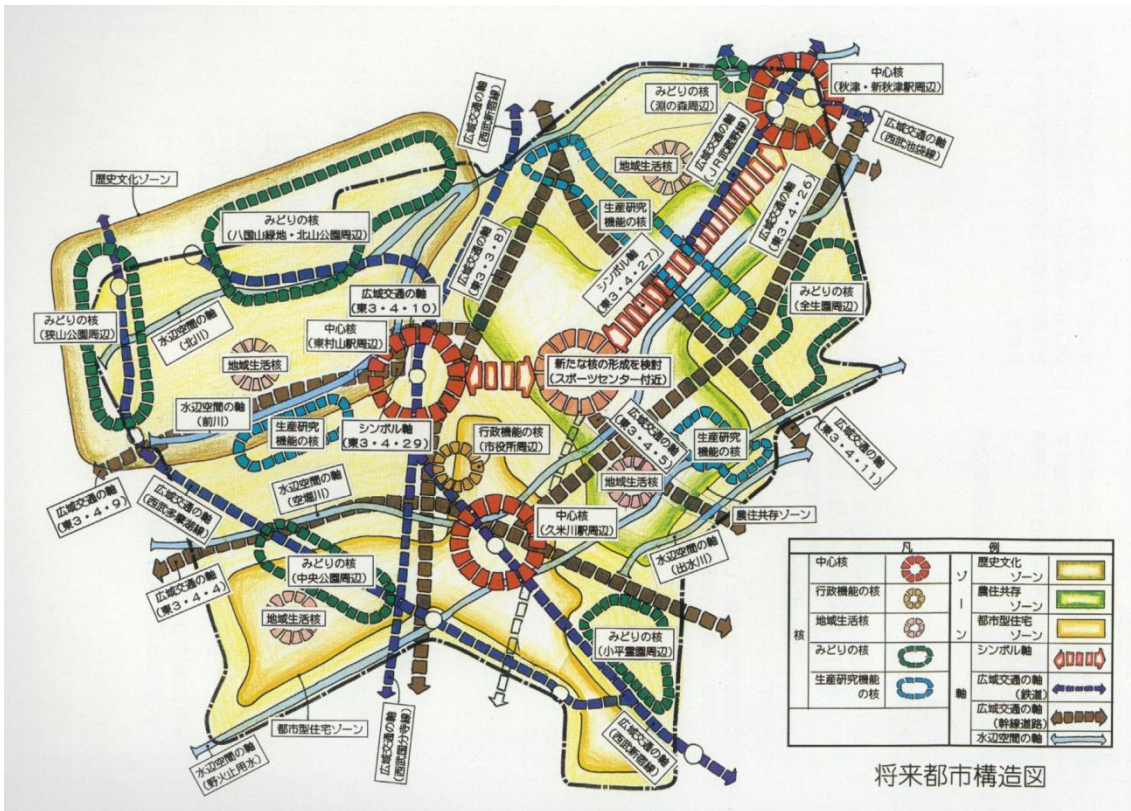 中心核
(秋津・新秋津駅周辺)
みどりの核
(淵の森周辺)
広域交通の軸
(西武新宿線)
広域交通の軸
(JR武蔵野線)
広域交通の軸
(西武池袋線)
歴史文化ゾーン
地域生活核
広域交通の軸
(東3・4・26)
みどりの核
(八国山緑地・北山公園周辺)
生産研究
機能の核
広域交通の軸
(東3・3・8)
シンボル軸
(東3・4・27)
みどりの核
(全生園周辺)
広域交通の軸
(東3・4・10)
みどりの核
(狭山公園周辺)
水辺空間の軸
(北川)
中心核
(東村山駅周辺)
地域生活核
新たな核の形成を検討
(スポーツセンター付近)
水辺空間の軸
(前川)
生産研究
機能の核
シンボル軸
(東3・4・29)
行政機能の核
(市役所周辺)
広域交通の軸
(東3・4・5)
生産研究
機能の核
広域交通の軸
(東3・4・11)
地域生活核
広域交通の軸
(東3・4・9)
広域交通の軸
(西武多摩湖線)
水辺空間の軸
(空堀川)
中心核
(久米川駅周辺)
農住共存ゾーン
水辺空間の軸
(出水川)
広域交通の軸
(東3・4・4)
みどりの核
(中央公園周辺)
地域生活核
みどりの核
(小平霊園周辺)
都市型住宅ゾーン
水辺空間の軸
(野火止用水)
広域交通の軸
(西武国分寺線)
広域交通の軸
(西武新宿線)
凡例
核
中心核
行政機能の核
地域生活核
みどりの核
生産研究機能
の核
ゾーン
歴史文化
ゾーン
農住共存
ゾーン
都市型住宅
ゾーン
軸
シンボル軸
広域交通の軸
(鉄道)
広域交通の軸
(幹線道路)
水辺空間の軸
将来都市構造図